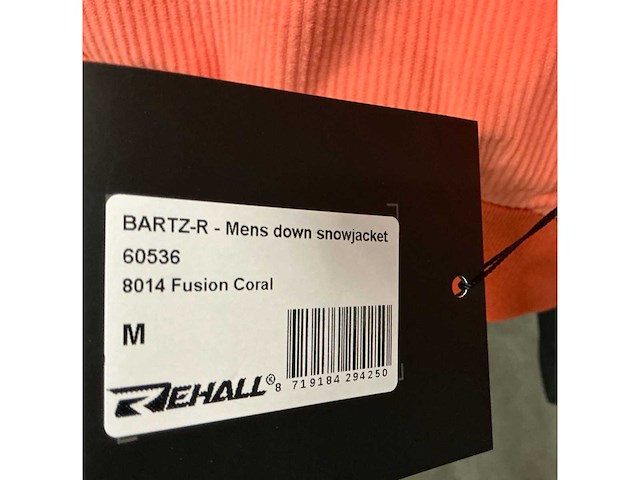 BARTZ-R - Mens down snowjacket
60536
8014 Fusion Coral
M
REHALL®
8 719184 294250